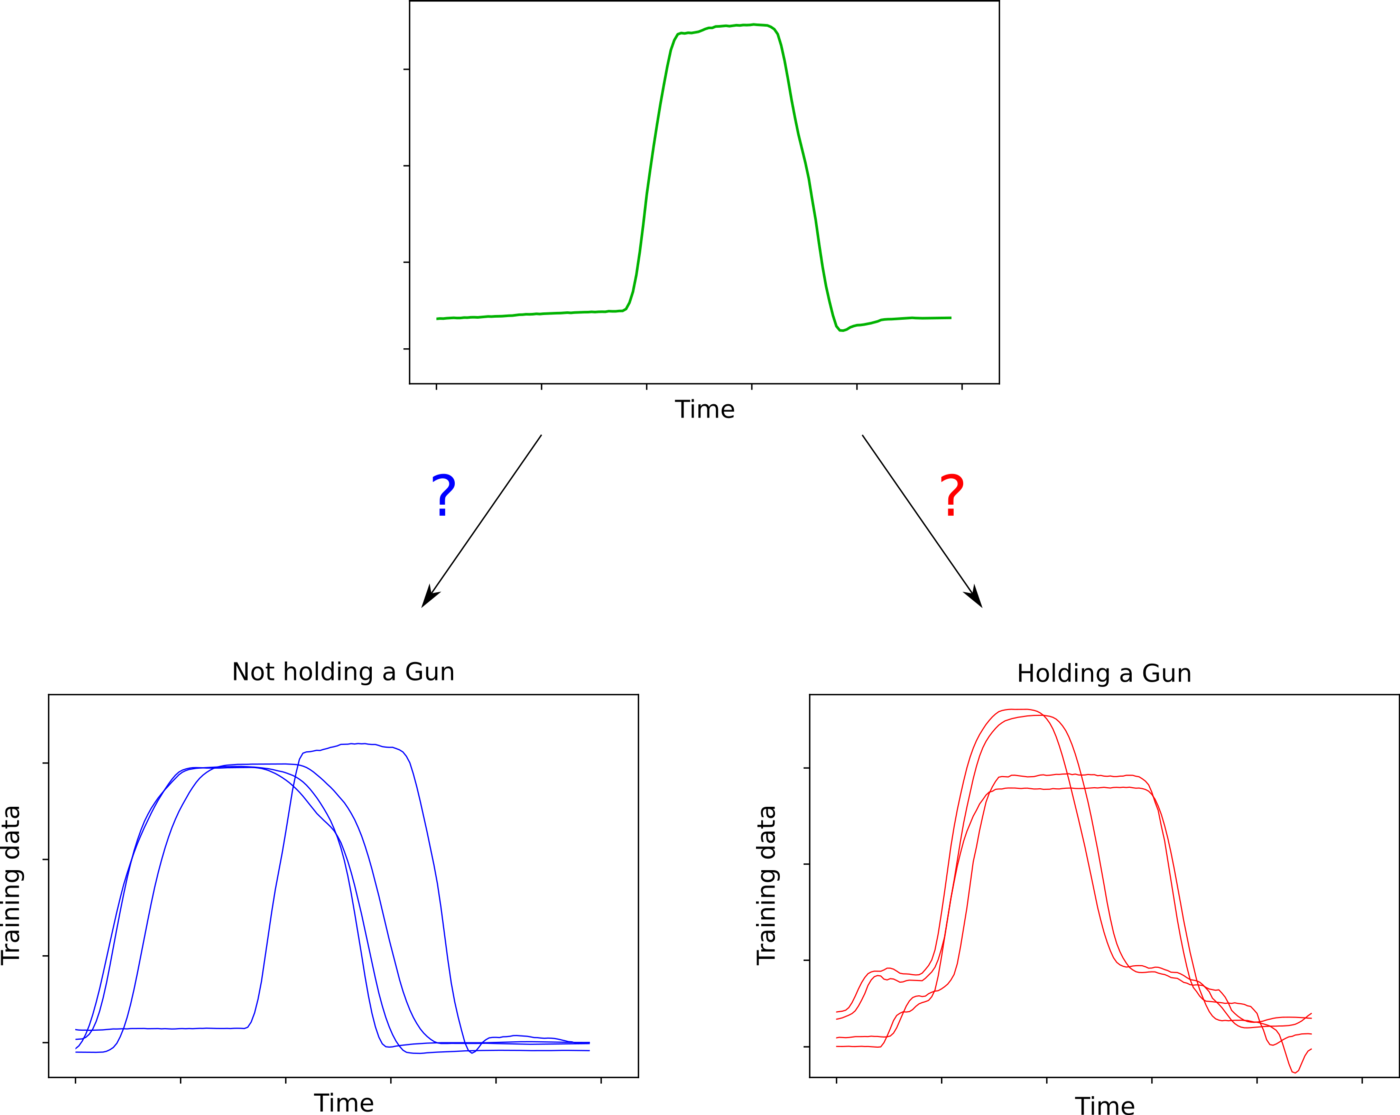 Time
?
?
Not holding a Gun
Holding a Gun
Training data
Training data
Time
Time